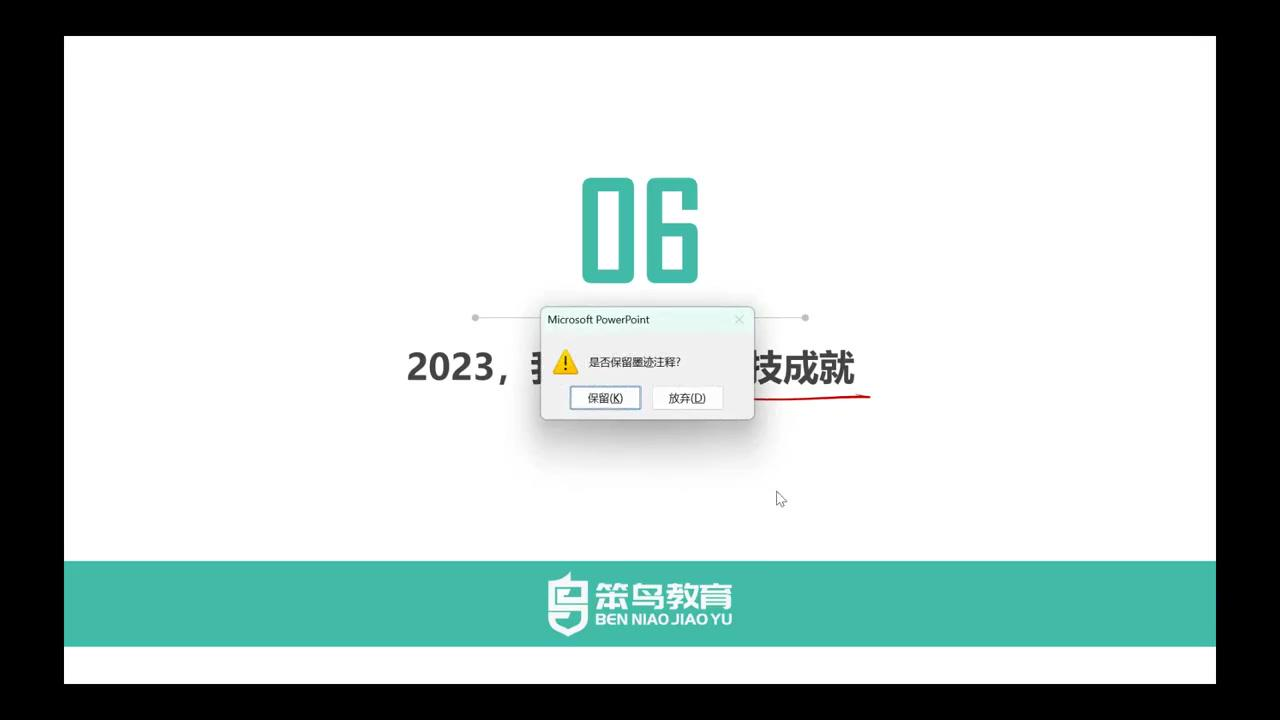 06
Microsoft PowerPoint
是否保留墨迹注释?
保留(K)
放弃(D)
2023, 技成就
笨鸟教育
BEN NIAO JIAO YU